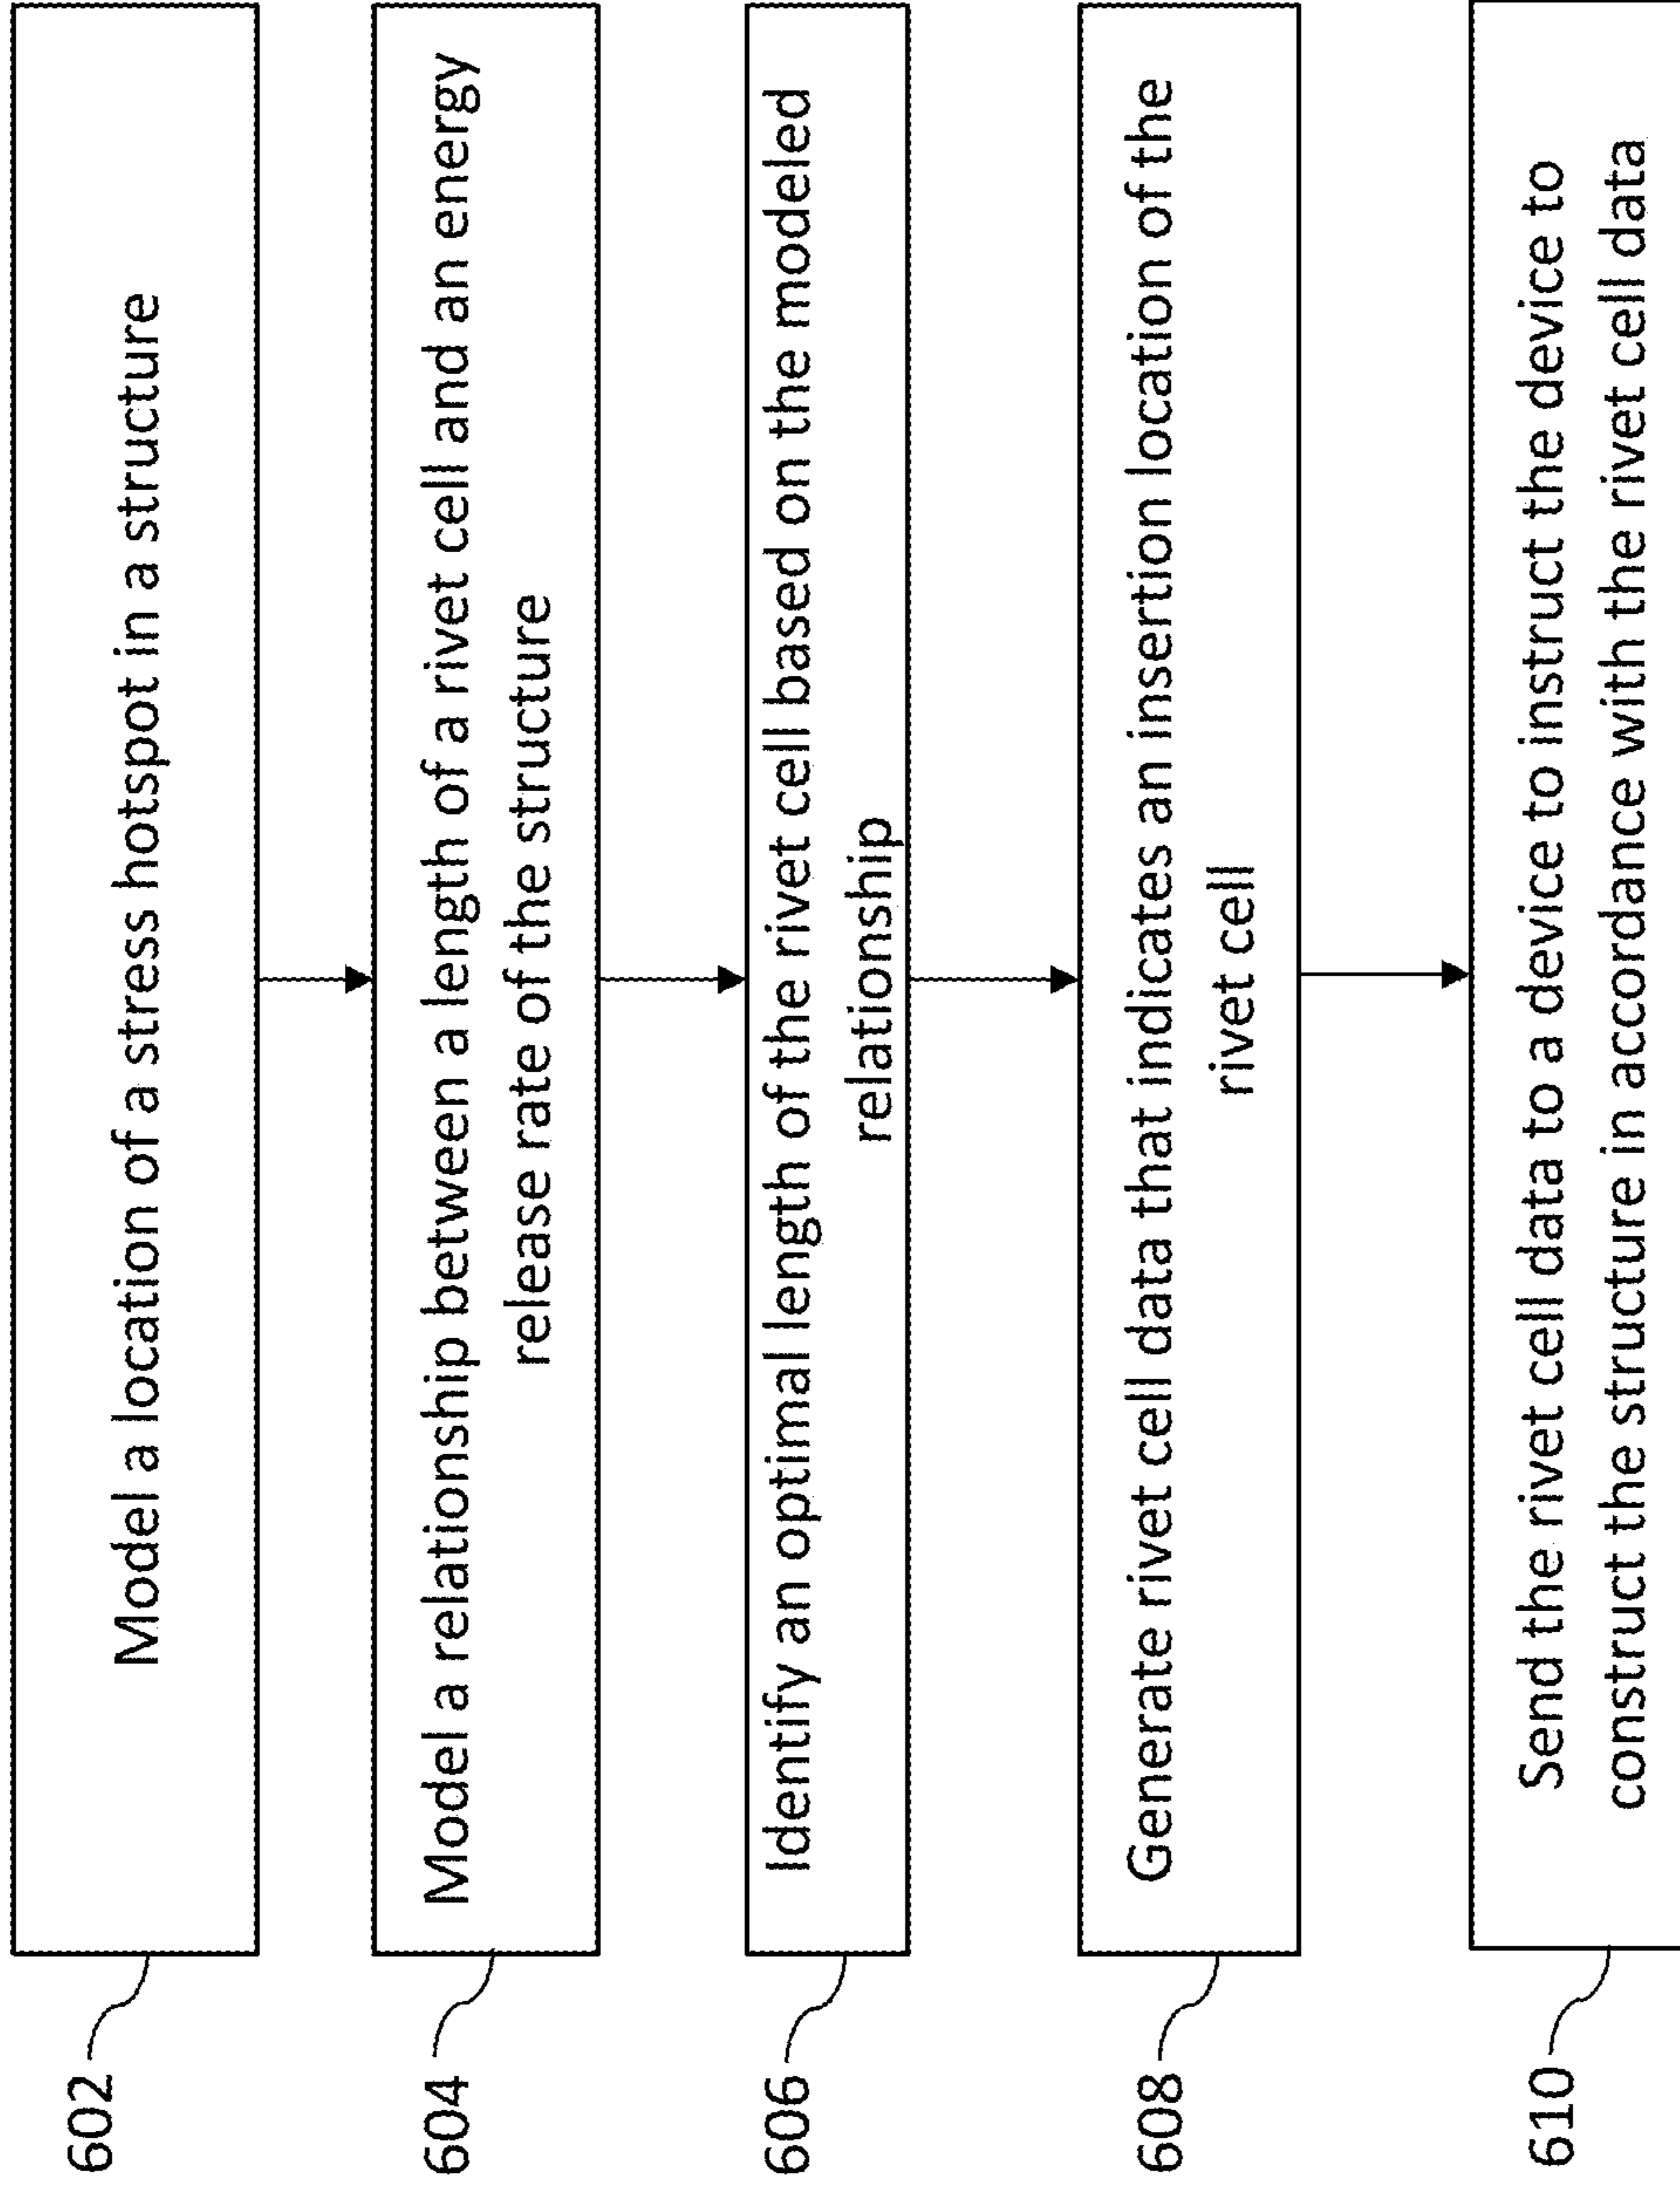 602
Model a location of a stress hotspot in a structure
604
Model a relationship between a length of a rivet cell and an energy
release rate of the structure
606
Identify an optimal length of the rivet cell based on the modeled
relationship
608
Generate rivet cell data that indicates an insertion location of the
rivet cell
610
Send the rivet cell data to a device to instruct the device to
construct the structure in accordance with the rivet cell data